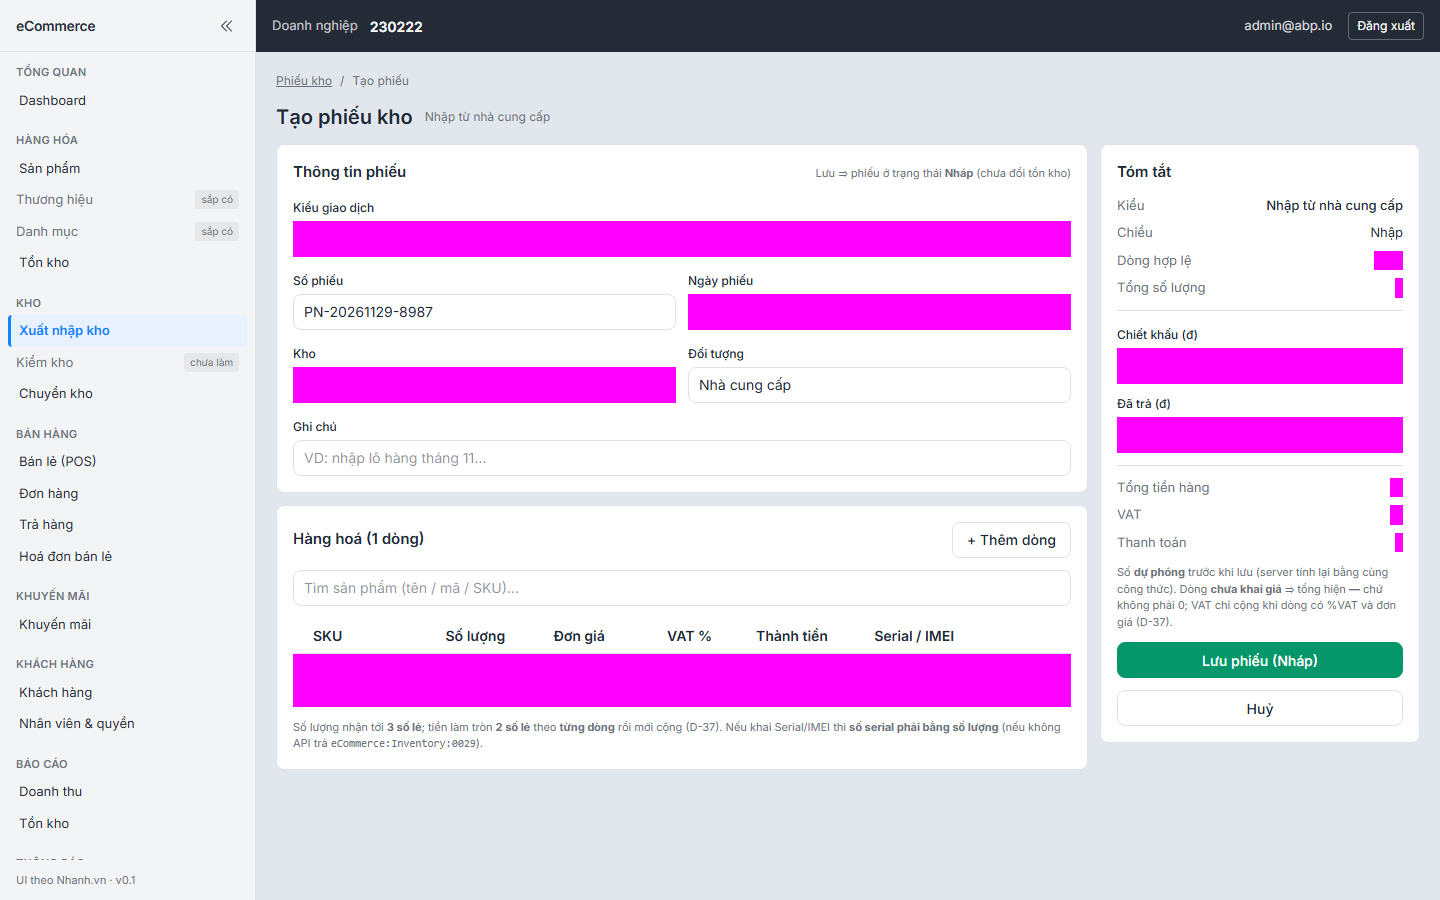 eCommerce
Doanh nghiệp 230222
admin@abp.io
Đăng xuất
TỔNG QUAN
Dashboard
HÀNG HÓA
Sản phẩm
Thương hiệu
sắp có
Danh mục
sắp có
Tồn kho
KHO
Xuất nhập kho
Kiểm kho
chưa làm
Chuyển kho
BÁN HÀNG
Bán lẻ (POS)
Đơn hàng
Trả hàng
Hoá đơn bán lẻ
KHUYẾN MÃI
Khuyến mãi
KHÁCH HÀNG
Khách hàng
Nhân viên & quyền
BÁO CÁO
Doanh thu
Tồn kho
UI theo Nhanh.vn · v0.1
Phiếu kho / Tạo phiếu
Tạo phiếu kho
Nhập từ nhà cung cấp
Thông tin phiếu
Lưu ⇒ phiếu ở trạng thái Nháp (chưa đổi tồn kho)
Kiểu giao dịch
Số phiếu
PN-20261129-8987
Ngày phiếu
Kho
Đối tượng
Nhà cung cấp
Ghi chú
VD: nhập lô hàng tháng 11...
Hàng hoá (1 dòng)
+ Thêm dòng
Tìm sản phẩm (tên / mã / SKU)...
SKU Số lượng Đơn giá VAT % Thành tiền Serial / IMEI
Số lượng nhận tới 3 số lẻ; tiền làm tròn 2 số lẻ theo từng dòng rồi mới cộng (D-37). Nếu khai Serial/IMEI thì số serial phải bằng số lượng (nếu không
API trả eCommerce:Inventory:0029).
Tóm tắt
Kiểu Nhập từ nhà cung cấp
Chiều Nhập
Dòng hợp lệ
Tổng số lượng
Chiết khấu (đ)
Đã trả (đ)
Tổng tiền hàng
VAT
Thanh toán
Số dự phóng trước khi lưu (server tính lại bằng cùng
công thức). Dòng chưa khai giá ⇒ tổng hiện — chứ
không phải 0; VAT chỉ cộng khi dòng có %VAT và đơn
giá (D-37).
Lưu phiếu (Nháp)
Huỷ